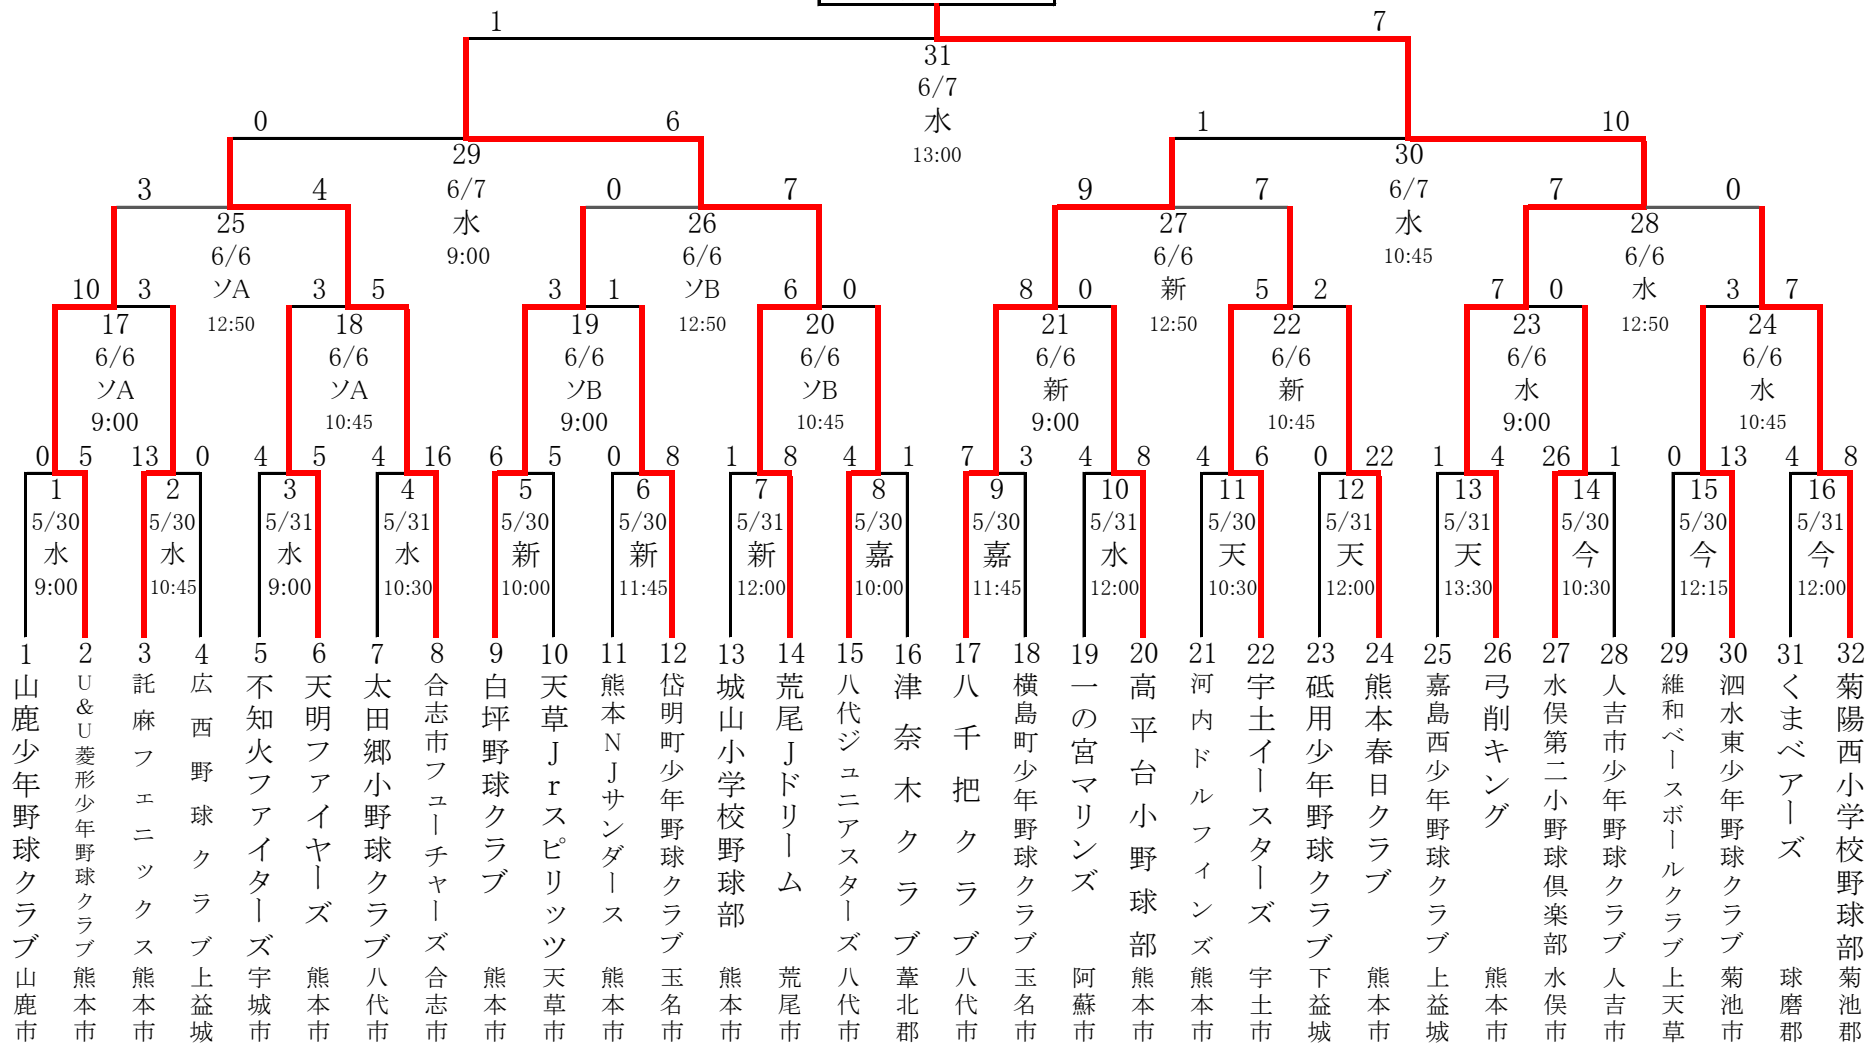 1 7
31
6/7
水
13:00
0 6 1 10
29 30
6/7 6/7
水 水
9:00 10:45
3 4 0 7 9 7 7 0
25 26 27 28
6/6 6/6 6/6 6/6
ソA ソB 新 水
12:50 12:50 12:50 12:50
10 3 3 5 3 1 6 0 8 0 5 2 7 0 3 7
17 18 19 20 21 22 23 24
6/6 6/6 6/6 6/6 6/6 6/6 6/6 6/6
ソA ソA ソB ソB 新 新 水 水
9:00 10:45 9:00 10:45 9:00 10:45 9:00 10:45
0 5 13 0 4 5 4 16 6 5 0 8 1 8 4 1 7 3 4 8 4 6 0 22 1 4 26 1 0 13 4 8
1 2 3 4 5 6 7 8 9 10 11 12 13 14 15 16
5/30 5/30 5/31 5/31 5/30 5/30 5/31 5/30 5/30 5/31 5/30 5/31 5/31 5/30 5/30 5/31
水 水 水 水 新 新 新 嘉 嘉 水 天 天 天 今 今 今
9:00 10:45 9:00 10:30 10:00 11:45 12:00 10:00 11:45 12:00 10:30 12:00 13:30 10:30 12:15 12:00
1 山鹿少年野球クラブ 山鹿市
2 U&U菱形少年野球クラブ 熊本市
3 託麻フェニックス 熊本市
4 広西野球クラブ 上益城
5 不知火ファイターズ 宇城市
6 天明ファイヤーズ 熊本市
7 太田郷小野球クラブ 八代市
8 合志市フューチャーズ 合志市
9 白坪野球クラブ 熊本市
10 天草Jrスピリッツ 天草市
11 熊本NJサンダース 熊本市
12 岱明町少年野球クラブ 玉名市
13 城山小学校野球部 熊本市
14 荒尾Jドリーム 荒尾市
15 八代ジュニアスターズ 八代市
16 津奈木クラブ 葦北郡
17 八千把クラブ 八代市
18 横島町少年野球クラブ 玉名市
19 一の宮マリンズ 阿蘇市
20 高平台小野球部 熊本市
21 河内ドルフィンズ 熊本市
22 宇土イースターズ 宇土市
23 砥用少年野球クラブ 下益城
24 熊本春日クラブ 熊本市
25 嘉島西少年野球クラブ 上益城
26 弓削キング 熊本市
27 水俣第二小野球倶楽部 水俣市
28 人吉市少年野球クラブ 人吉市
29 維和ベースボールクラブ 上天草
30 泗水東少年野球クラブ 菊池市
31 くまベアーズ 球磨郡
32 菊陽西小学校野球部 菊池郡